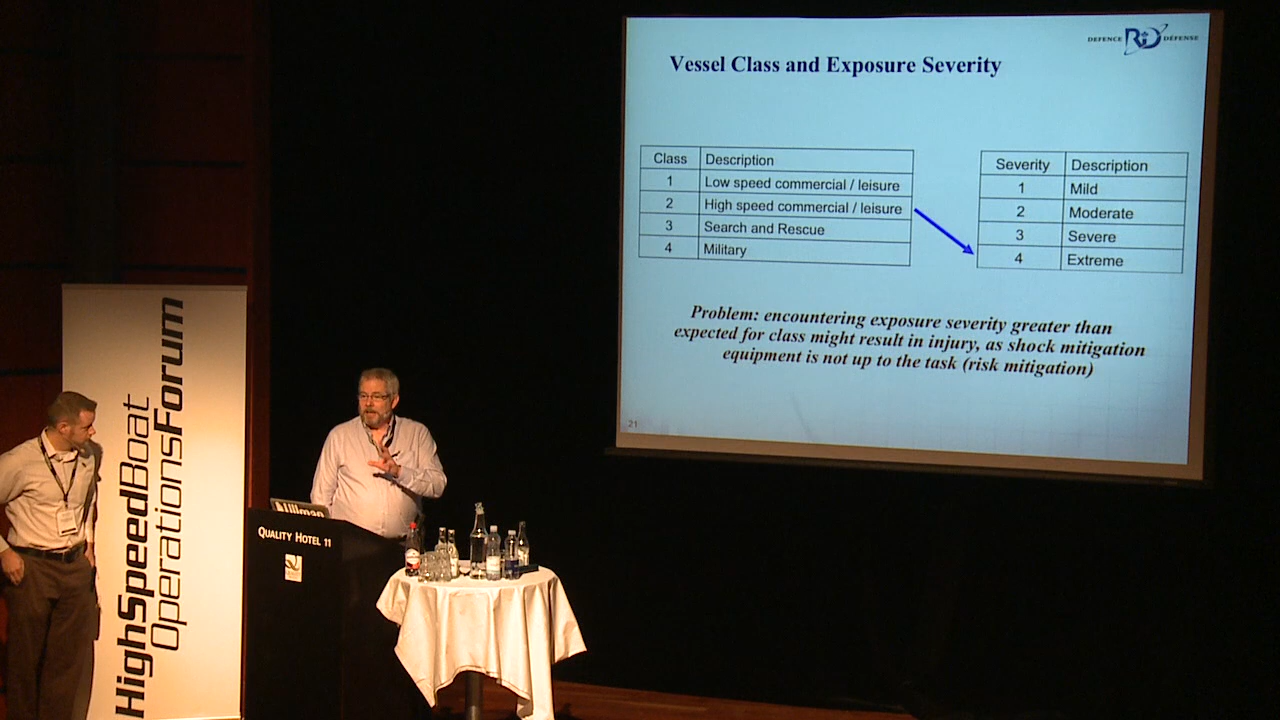 DEFENCE R&D DÉFENSE
Vessel Class and Exposure Severity
Class Description
1 Low speed commercial / leisure
2 High speed commercial / leisure
3 Search and Rescue
4 Military
Severity Description
1 Mild
2 Moderate
3 Severe
4 Extreme
Problem: encountering exposure severity greater than
expected for class might result in injury, as shock mitigation
equipment is not up to the task (risk mitigation)
21
HighSpeedBoat
OperationsForum
Ullman
QUALITY HOTEL 11